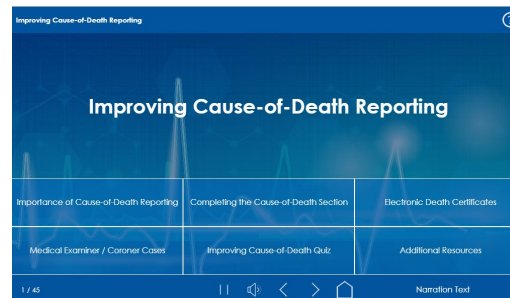 Improving Cause-of-Death Reporting
?
Improving Cause-of-Death Reporting
Importance of Cause-of-Death Reporting
Completing the Cause-of-Death Section
Electronic Death Certificates
Medical Examiner / Coroner Cases
Improving Cause-of-Death Quiz
Additional Resources
1 / 45
Narration Text